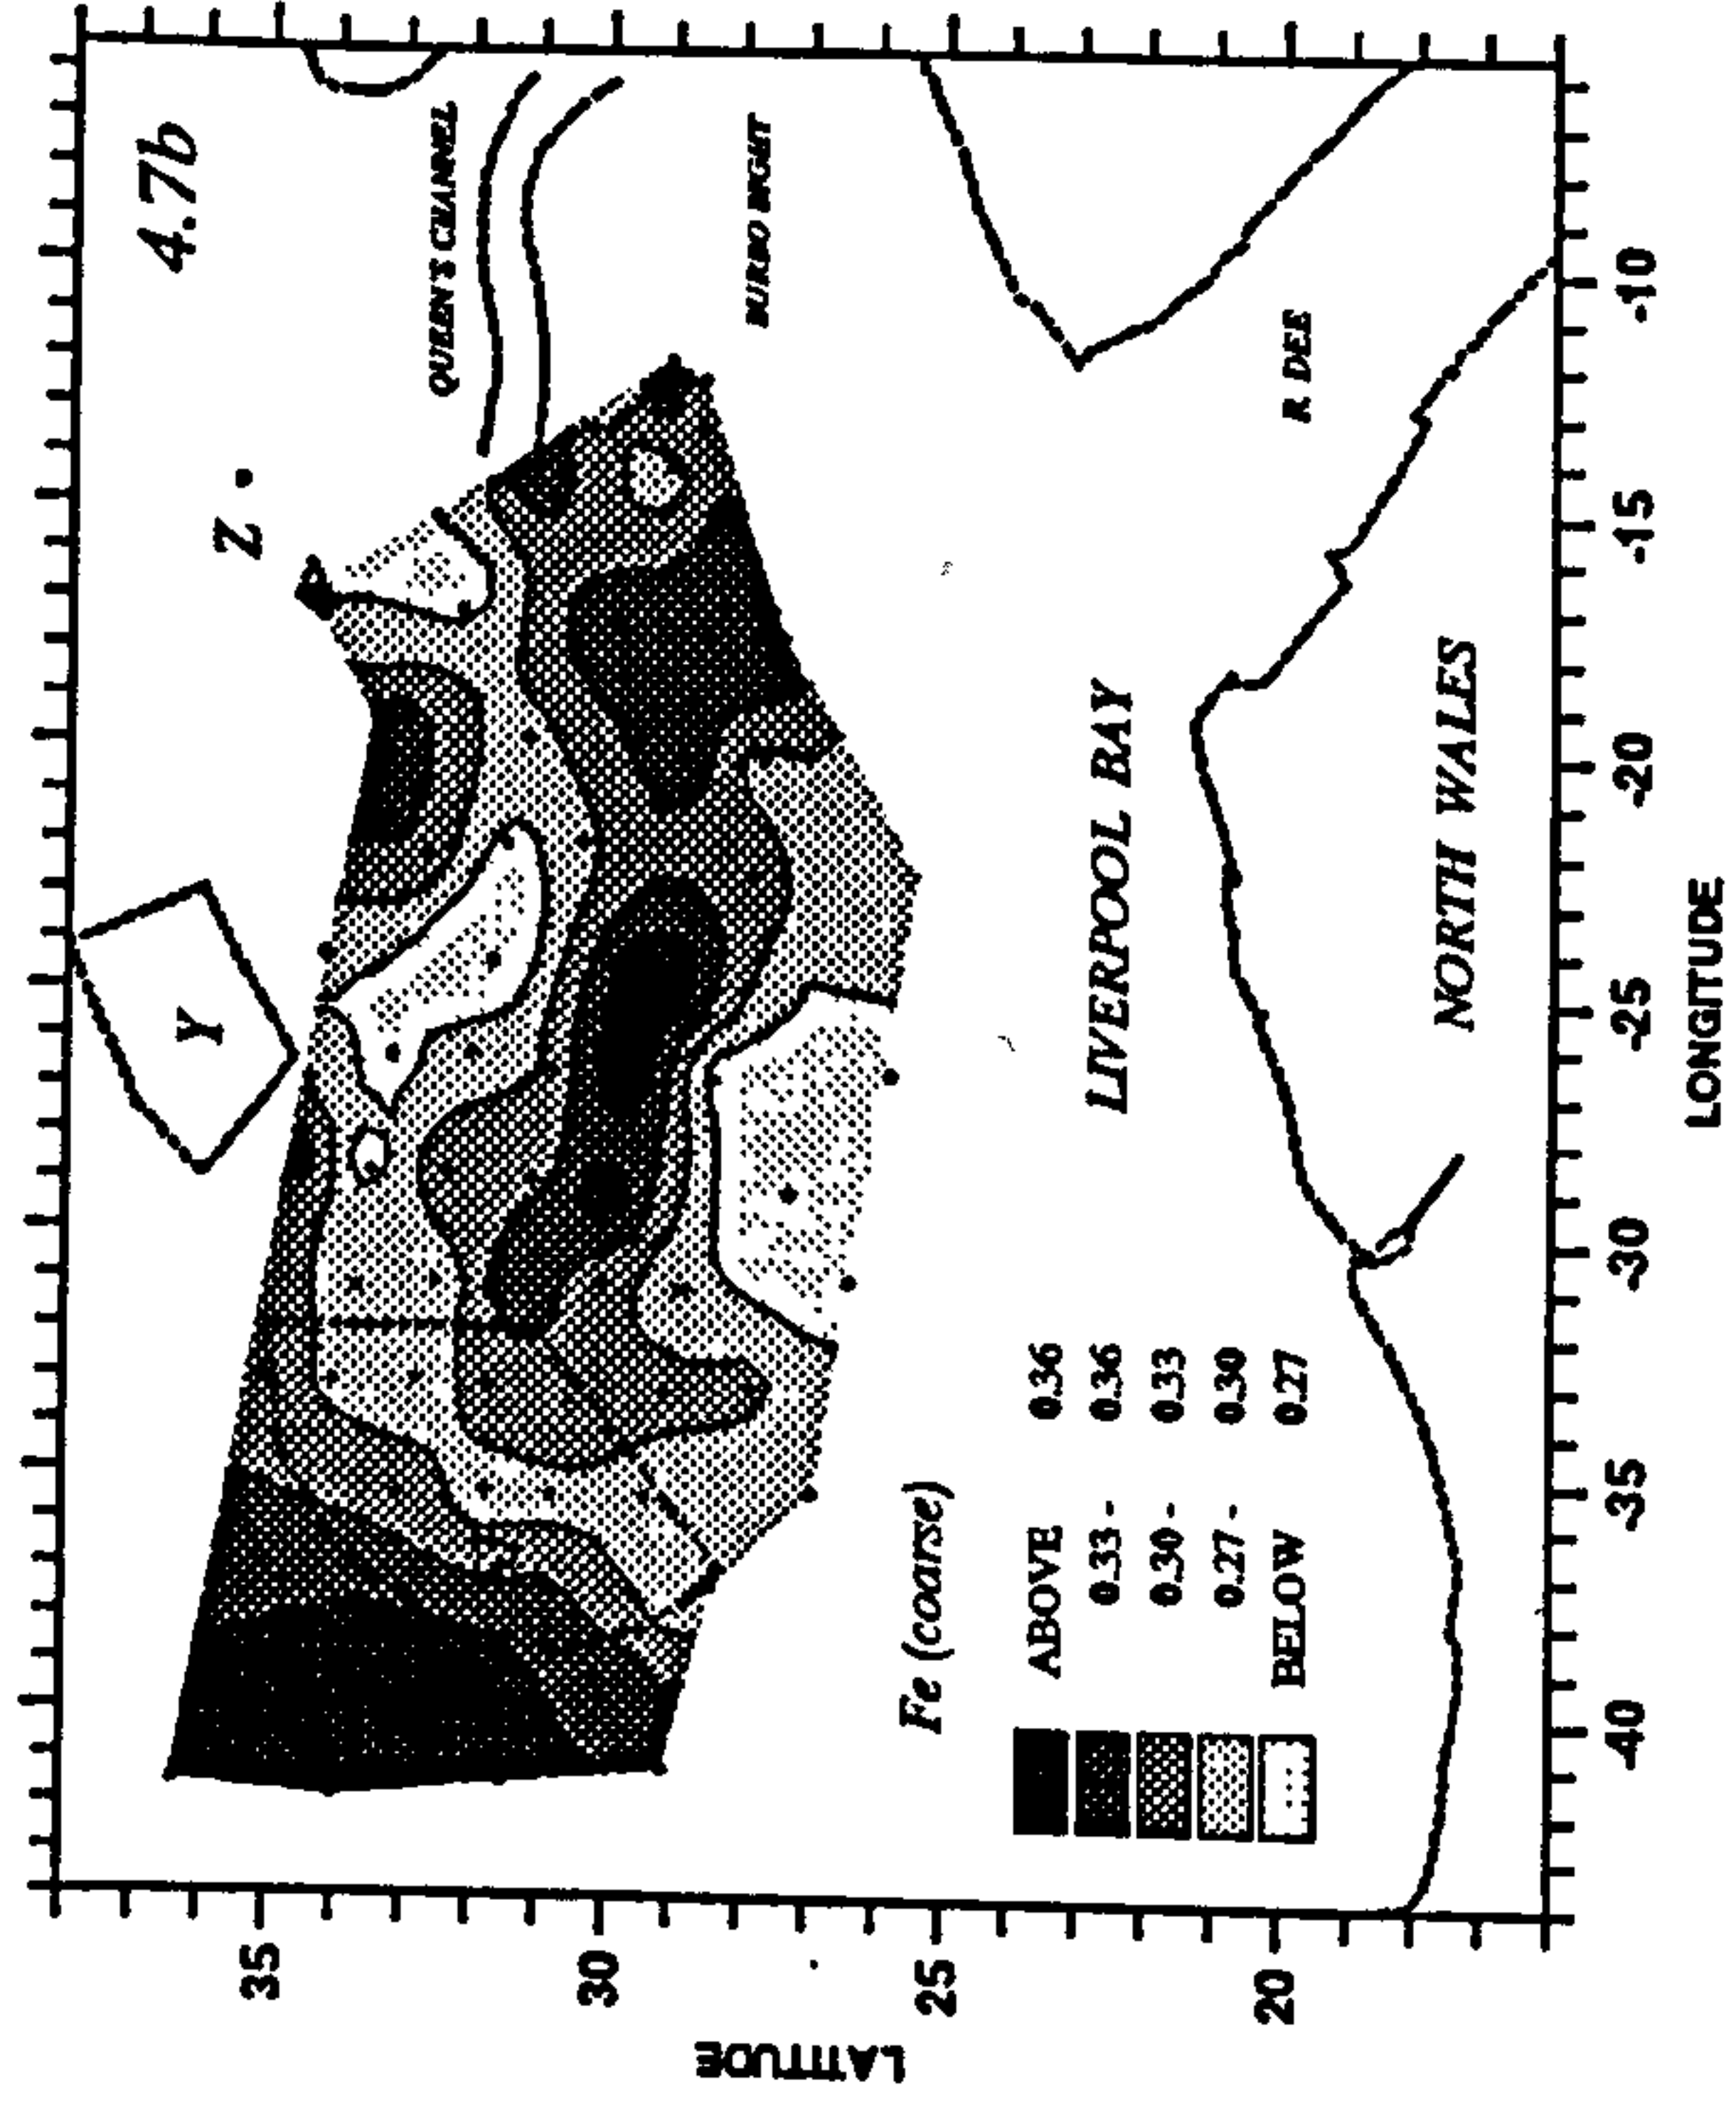 4.7b
Z
Y
QUEEN'S CHANNEL
BURBO BIGHT
LIVERPOOL BAY
R. DEE
NORTH WALES
Fe (coarse)
ABOVE 0.36
0.33 - 0.36
0.30 - 0.33
0.27 - 0.30
BELOW 0.27
LATITUDE
35
30
25
20
-40
-35
-30
-25
-20
-15
-10
LONGITUDE